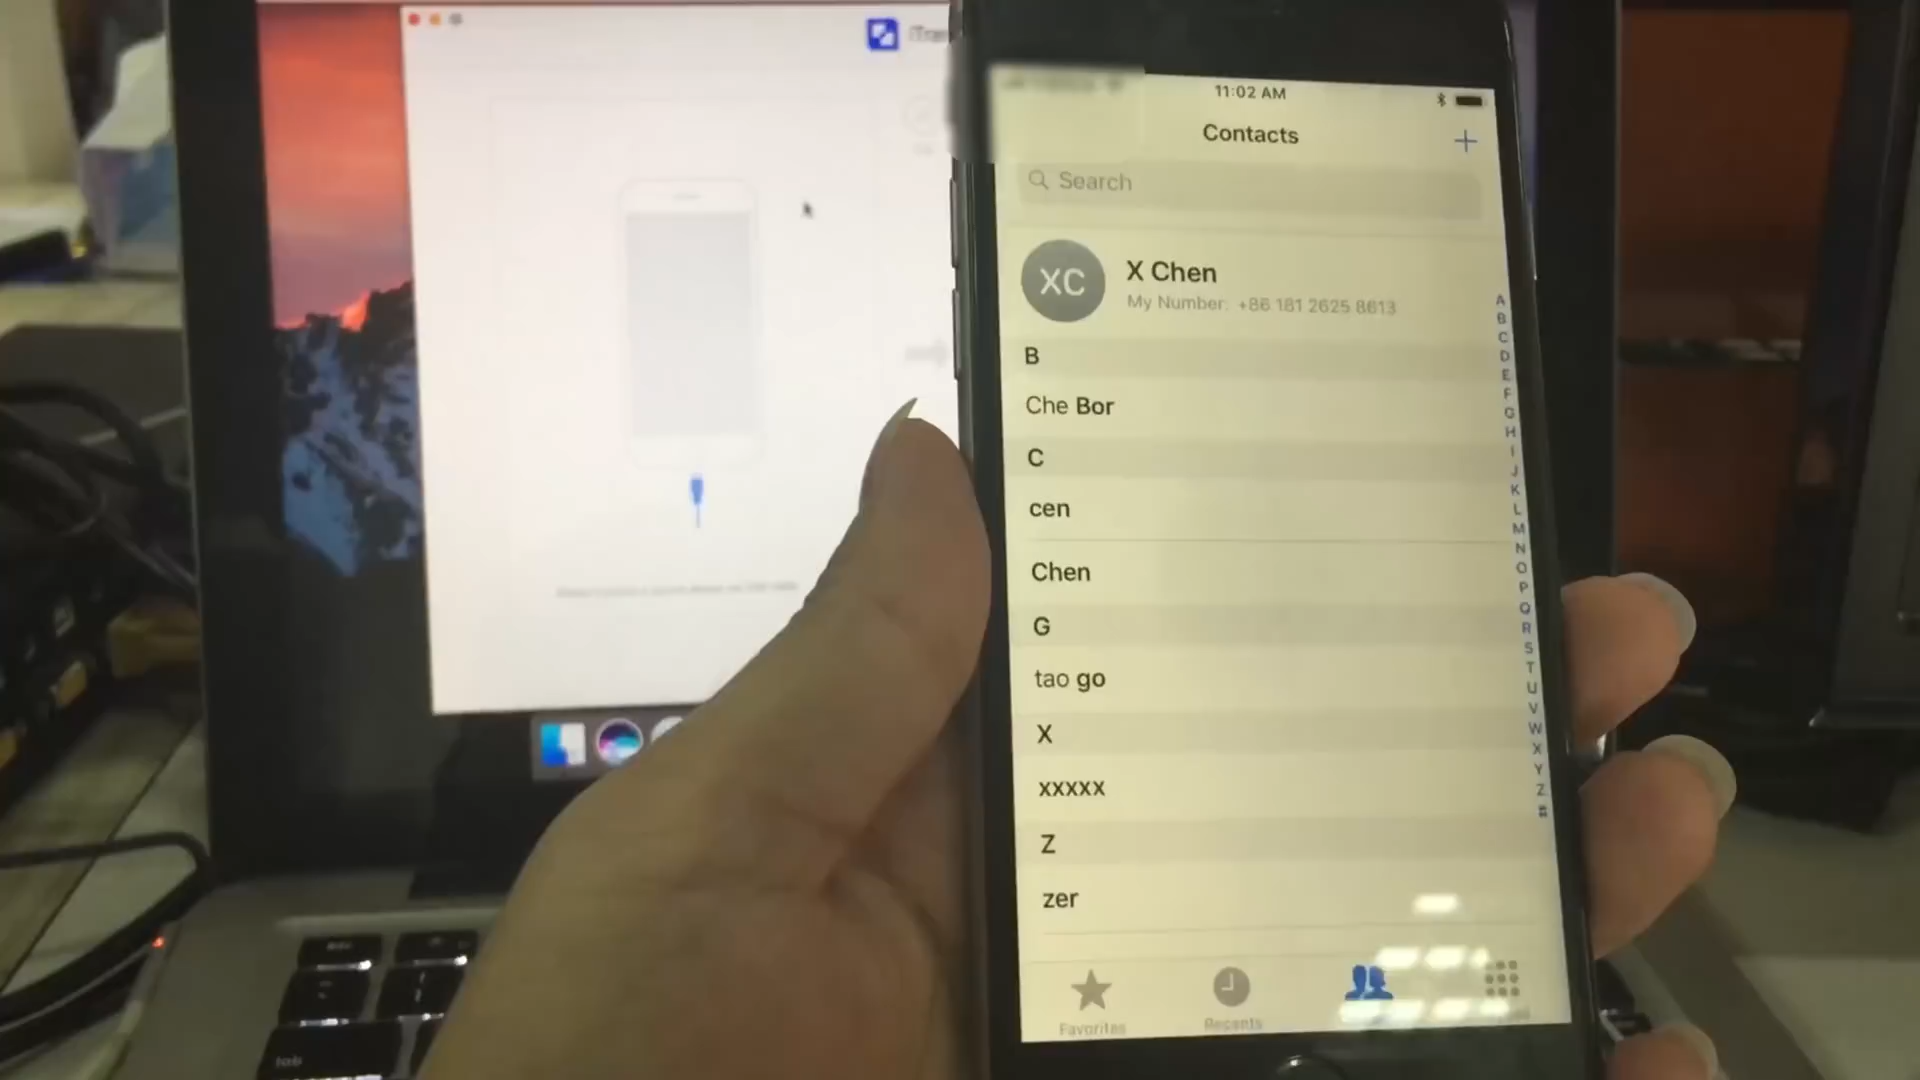 11:02 AM
Contacts
+
Search
XC
X Chen
My Number: +86 181 2625 8613
B
Che Bor
C
cen
Chen
G
tao go
X
xxxxx
Z
zer
A
B
C
D
E
F
G
H
I
J
K
L
M
N
O
P
Q
R
S
T
U
V
W
X
Y
Z
#
Favorites
Recents
tab